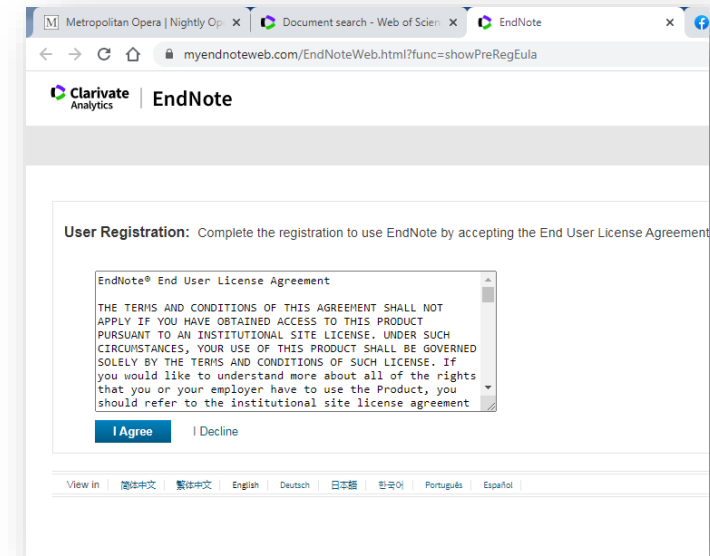 Metropolitan Opera | Nightly Op
Document search - Web of Scien
EndNote
myendnoteweb.com/EndNoteWeb.html?func=showPreRegEula
Clarivate Analytics | EndNote
User Registration: Complete the registration to use EndNote by accepting the End User License Agreement
EndNote® End User License Agreement
THE TERMS AND CONDITIONS OF THIS AGREEMENT SHALL NOT
APPLY IF YOU HAVE OBTAINED ACCESS TO THIS PRODUCT
PURSUANT TO AN INSTITUTIONAL SITE LICENSE. UNDER SUCH
CIRCUMSTANCES, YOUR USE OF THIS PRODUCT SHALL BE GOVERNED
SOLELY BY THE TERMS AND CONDITIONS OF SUCH LICENSE. If
you would like to understand more about all of the rights
that you or your employer have to use the Product, you
should refer to the institutional site license agreement
I Agree I Decline
View in 简体中文 繁体中文 English Deutsch 日本語 한국어 Português Español